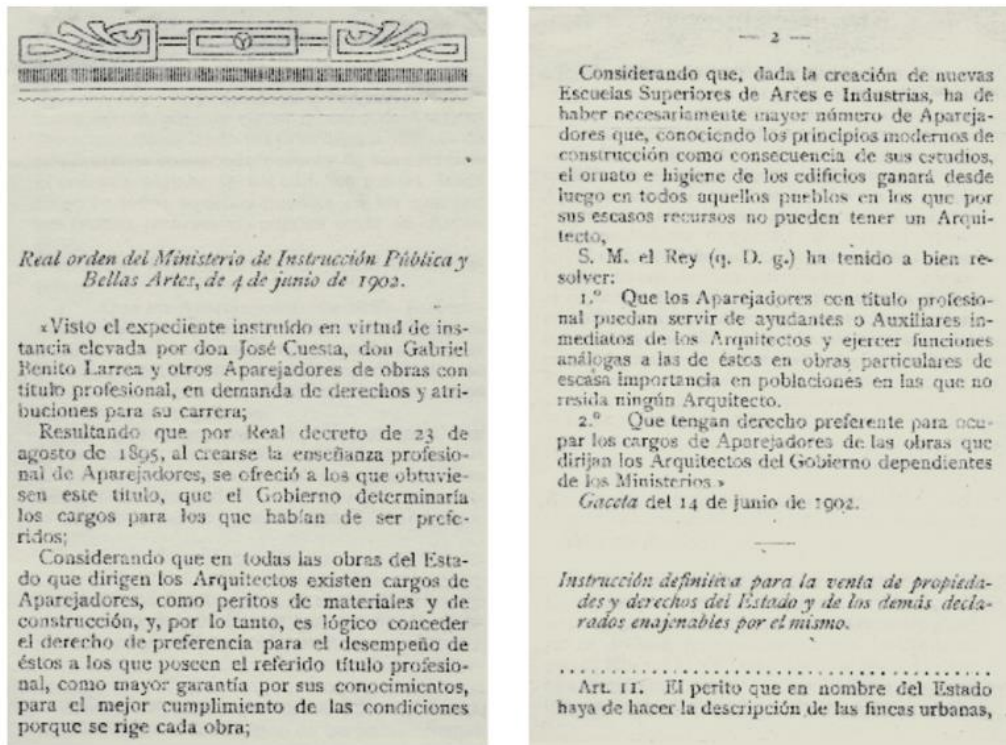 Real orden del Ministerio de Instrucción Pública y
Bellas Artes, de 4 de junio de 1902.
«Visto el expediente instruído en virtud de ins-
tancia elevada por don José Cuesta, don Gabriel
Benito Larrea y otros Aparejadores de obras con
título profesional, en demanda de derechos y atri-
buciones para su carrera;
Resultando que por Real decreto de 23 de
agosto de 1895, al crearse la enseñanza profesio-
nal de Aparejadores, se ofreció a los que obtuvie-
sen este título, que el Gobierno determinaría
los cargos para los que habían de ser prefe-
ridos;
Considerando que en todas las obras del Esta-
do que dirigen los Arquitectos existen cargos de
Aparejadores, como peritos de materiales y de
construcción, y, por lo tanto, es lógico conceder
el derecho de preferencia para el desempeño de
éstos a los que poseen el referido título profesio-
nal, como mayor garantía por sus conocimientos,
para el mejor cumplimiento de las condiciones
porque se rige cada obra;
— 2 —
Considerando que, dada la creación de nuevas
Escuelas Superiores de Artes e Industrias, ha de
haber necesariamente mayor número de Apareja-
dores que, conociendo los principios modernos de
construcción como consecuencia de sus estudios,
el ornato e higiene de los edificios ganará desde
luego en todos aquellos pueblos en los que por
sus escasos recursos no pueden tener un Arqui-
tecto,
S. M. el Rey (q. D. g.) ha tenido a bien re-
solver:
1.º Que los Aparejadores con título profesio-
nal puedan servir de ayudantes o Auxiliares in-
mediatos de los Arquitectos y ejercer funciones
análogas a las de éstos en obras particulares de
escasa importancia en poblaciones en las que no
resida ningún Arquitecto.
2.º Que tengan derecho preferente para ocu-
par los cargos de Aparejadores de las obras que
dirijan los Arquitectos del Gobierno dependientes
de los Ministerios.»
Gaceta del 14 de junio de 1902.
Instrucción definitiva para la venta de propieda-
des y derechos del Estado y de los demás decla-
rados enajenables por el mismo.
Art. 11. El perito que en nombre del Estado
haya de hacer la descripción de las fincas urbanas,